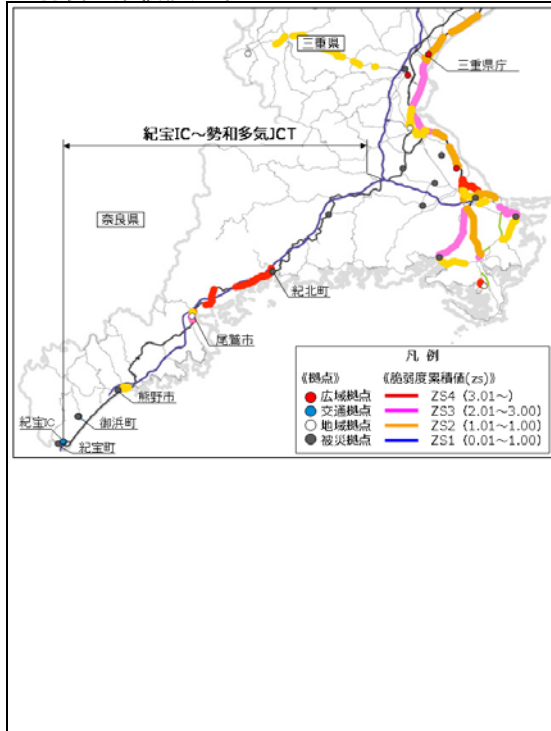 三重県
三重県庁
紀宝IC～勢和多気JCT
奈良県
紀北町
尾鷲市
熊野市
紀宝IC
御浜町
紀宝町
凡 例
《拠点》
《脆弱度累積値(zs)》
広域拠点
ZS4 (3.01～)
交通拠点
ZS3 (2.01～3.00)
地域拠点
ZS2 (1.01～1.00)
被災拠点
ZS1 (0.01～1.00)